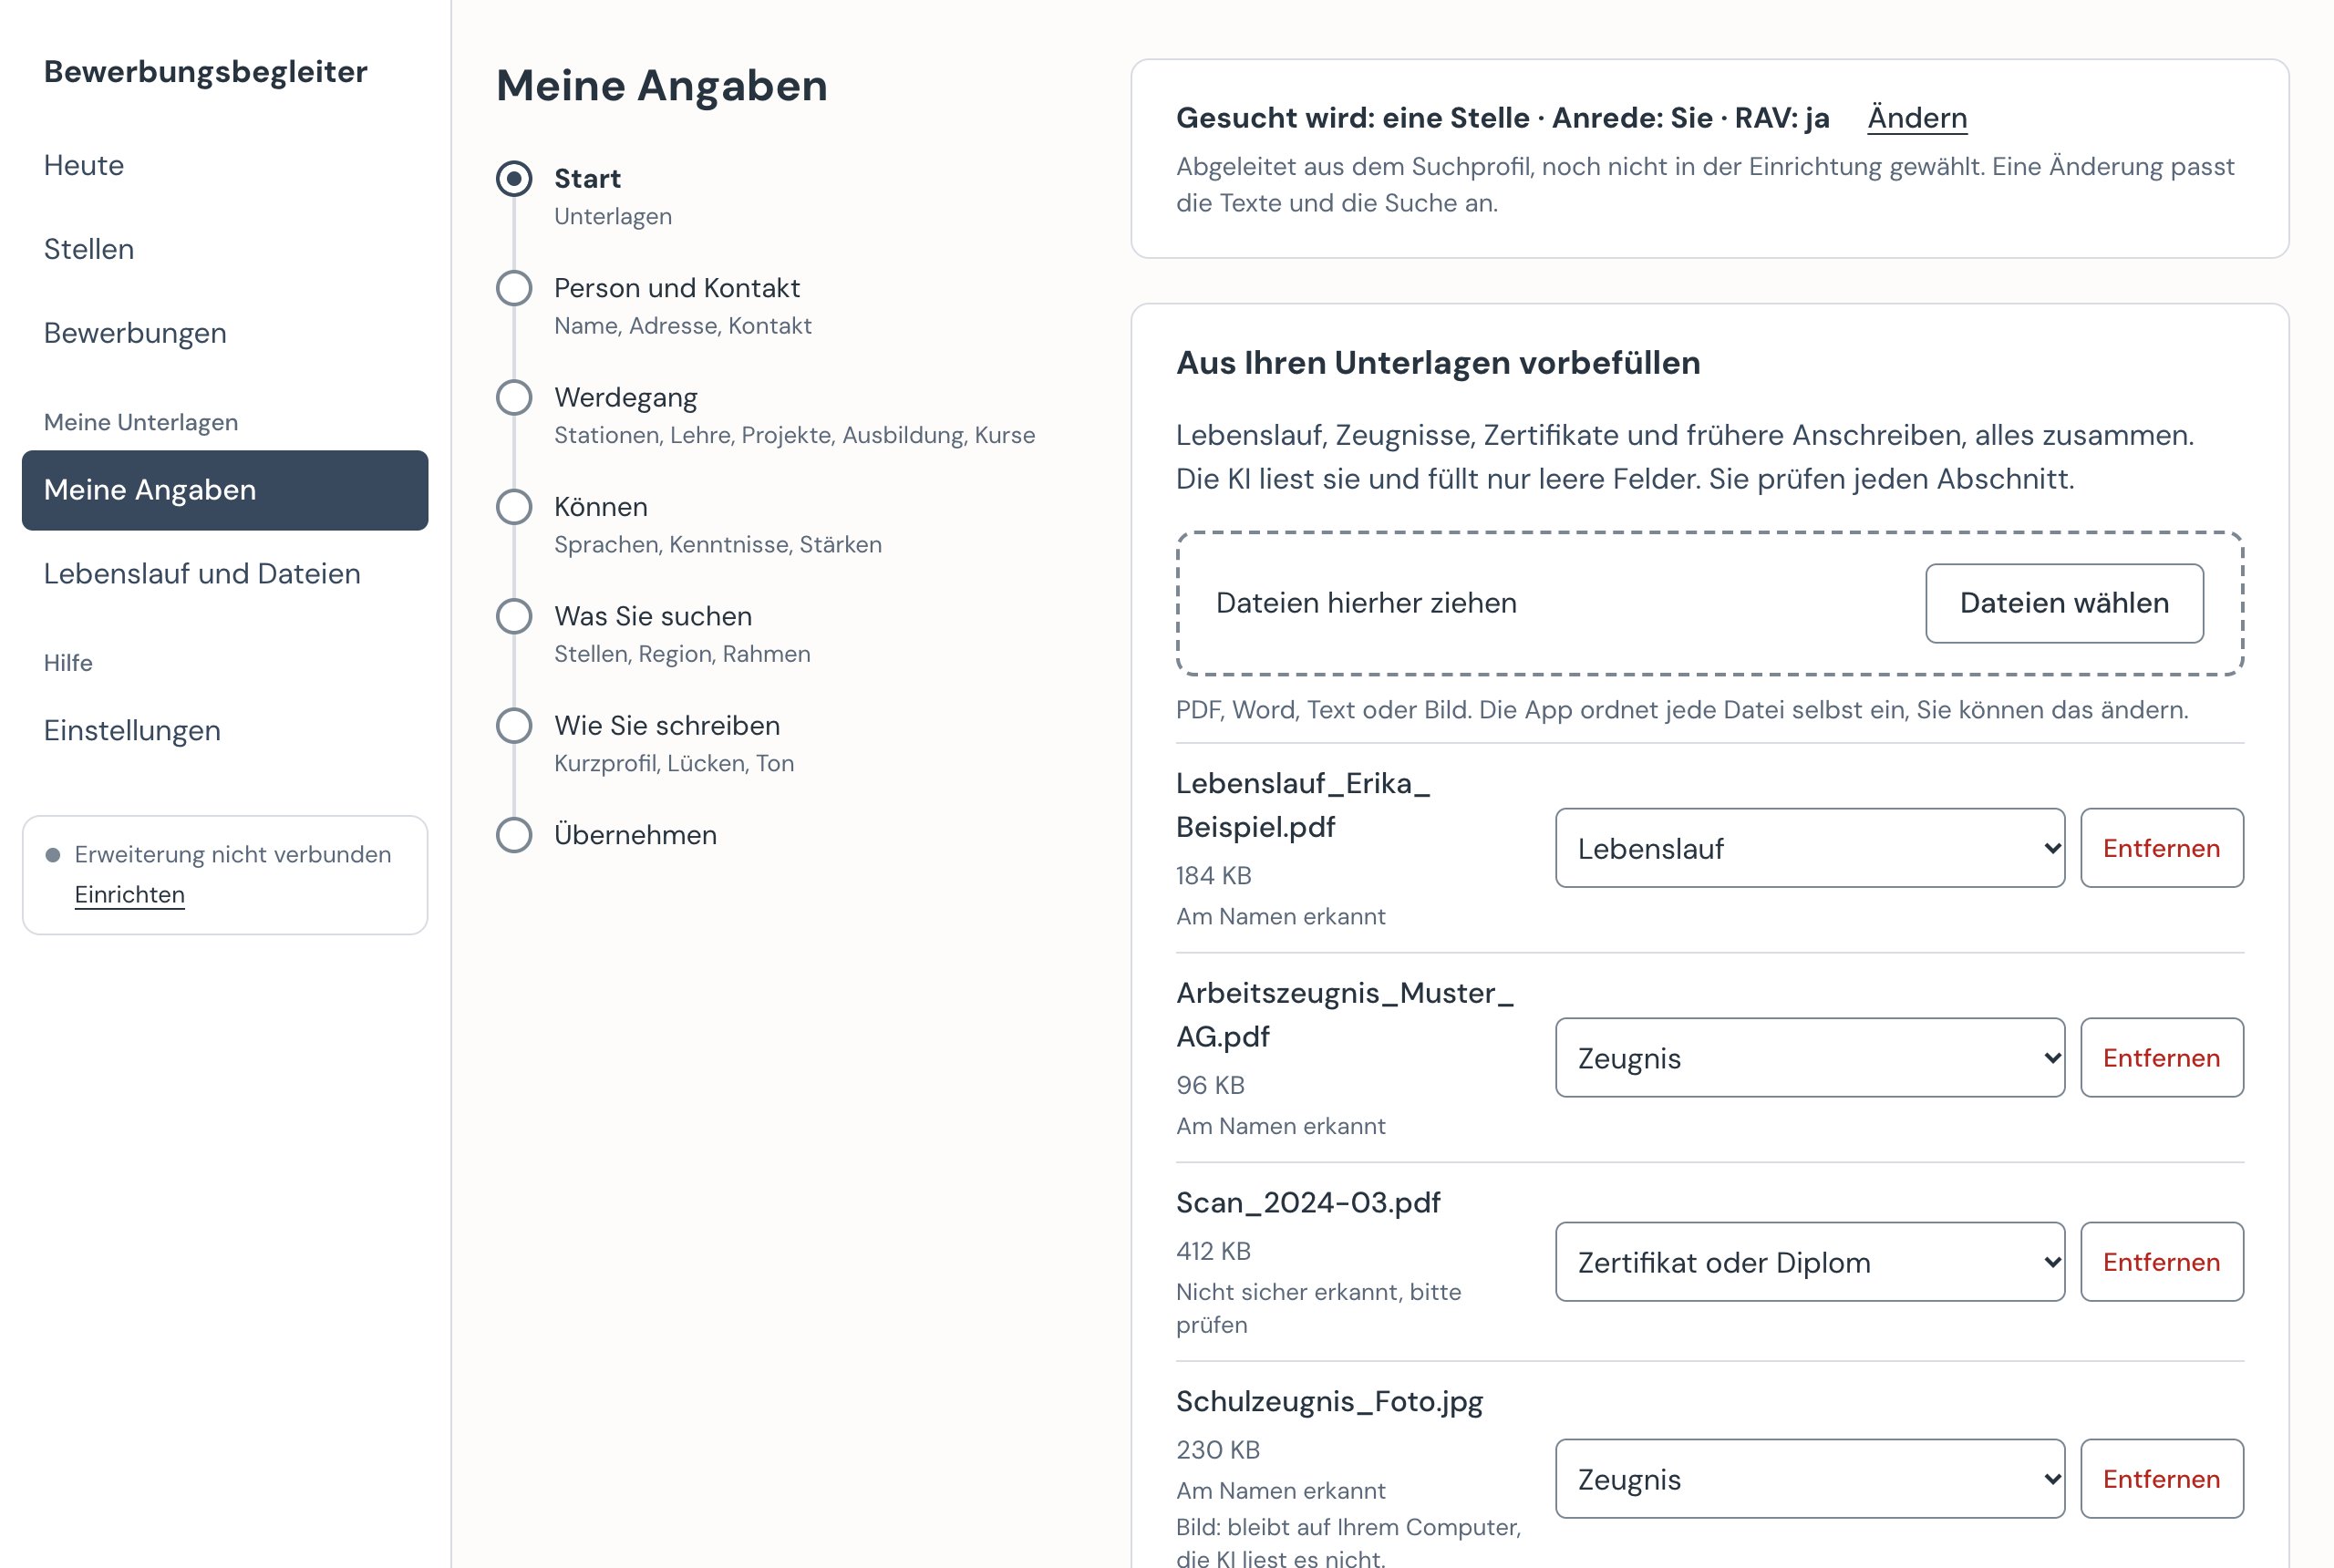 Bewerbungsbegleiter
Heute
Stellen
Bewerbungen
Meine Unterlagen
Meine Angaben
Lebenslauf und Dateien
Hilfe
Einstellungen
Erweiterung nicht verbunden
Einrichten
Meine Angaben
Start
Unterlagen
Person und Kontakt
Name, Adresse, Kontakt
Werdegang
Stationen, Lehre, Projekte, Ausbildung, Kurse
Können
Sprachen, Kenntnisse, Stärken
Was Sie suchen
Stellen, Region, Rahmen
Wie Sie schreiben
Kurzprofil, Lücken, Ton
Übernehmen
Gesucht wird: eine Stelle · Anrede: Sie · RAV: ja Ändern
Abgeleitet aus dem Suchprofil, noch nicht in der Einrichtung gewählt. Eine Änderung passt
die Texte und die Suche an.
Aus Ihren Unterlagen vorbefüllen
Lebenslauf, Zeugnisse, Zertifikate und frühere Anschreiben, alles zusammen.
Die KI liest sie und füllt nur leere Felder. Sie prüfen jeden Abschnitt.
Dateien hierher ziehen
Dateien wählen
PDF, Word, Text oder Bild. Die App ordnet jede Datei selbst ein, Sie können das ändern.
Lebenslauf_Erika_
Beispiel.pdf
184 KB
Am Namen erkannt
Lebenslauf
Entfernen
Arbeitszeugnis_Muster_
AG.pdf
96 KB
Am Namen erkannt
Zeugnis
Entfernen
Scan_2024-03.pdf
412 KB
Nicht sicher erkannt, bitte
prüfen
Zertifikat oder Diplom
Entfernen
Schulzeugnis_Foto.jpg
230 KB
Am Namen erkannt
Bild: bleibt auf Ihrem Computer,
die KI liest es nicht.
Zeugnis
Entfernen